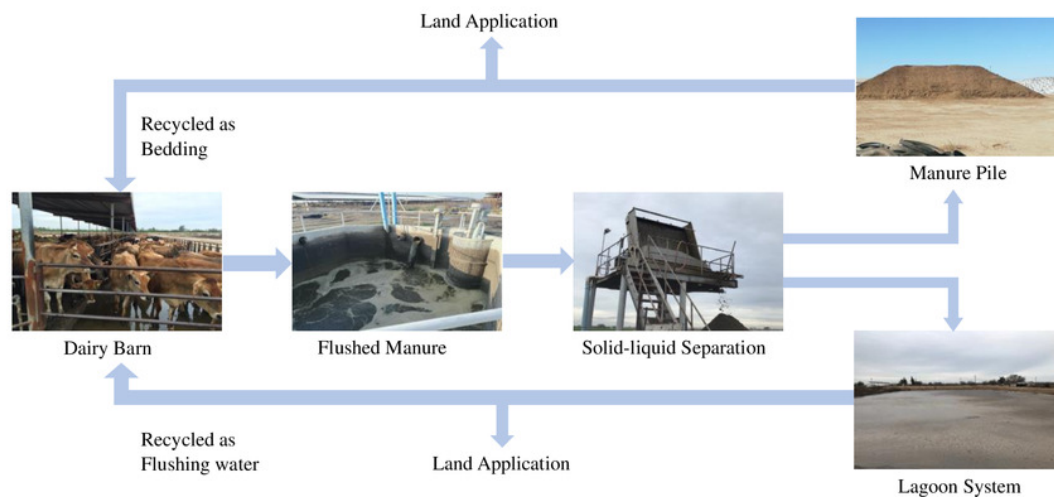 Land Application
Recycled as
Bedding
Manure Pile
Dairy Barn
Flushed Manure
Solid-liquid Separation
Recycled as
Flushing water
Land Application
Lagoon System